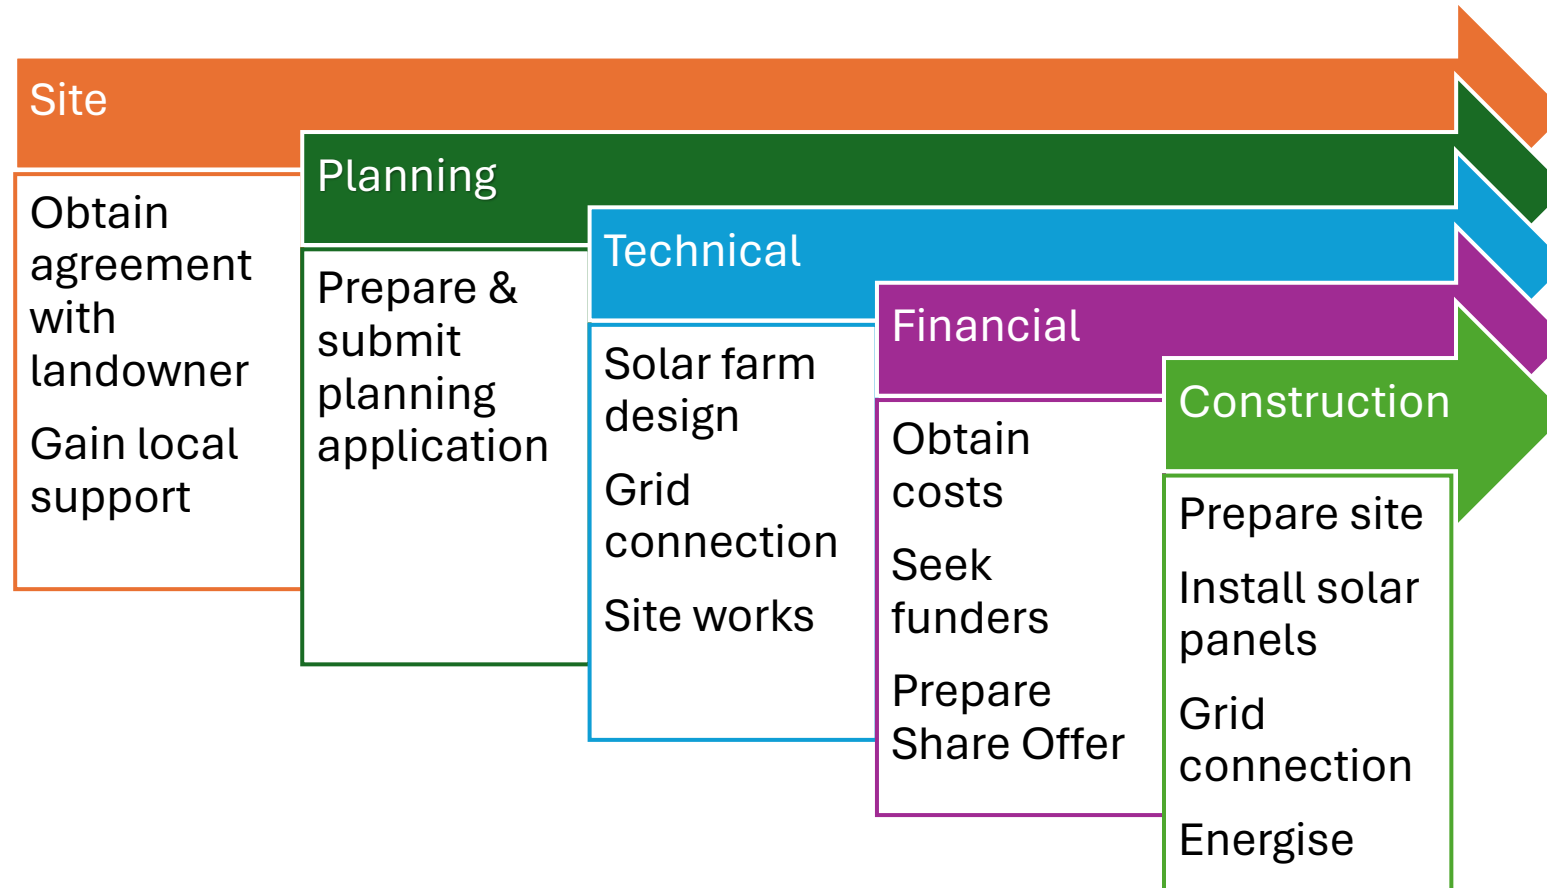 Site
Obtain
agreement
with
landowner
Gain local
support
Planning
Prepare &
submit
planning
application
Technical
Solar farm
design
Grid
connection
Site works
Financial
Obtain
costs
Seek
funders
Prepare
Share Offer
Construction
Prepare site
Install solar
panels
Grid
connection
Energise